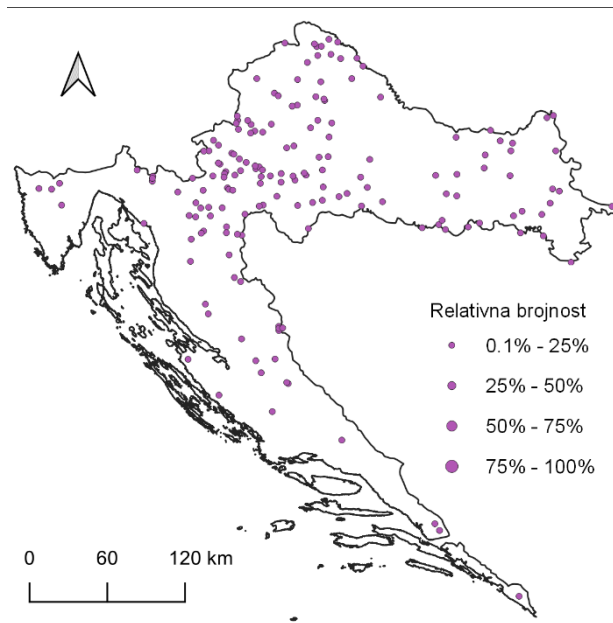 Relativna brojnost
0.1% - 25%
25% - 50%
50% - 75%
75% - 100%
0 60 120 km